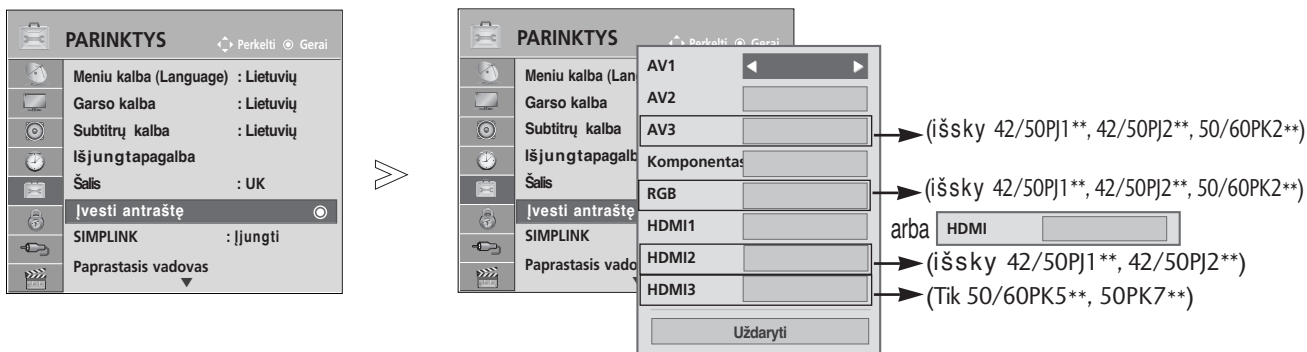 PARINKTYS Perkelti Gerai
Meniu kalba (Language) : Lietuvių
Garso kalba : Lietuvių
Subtitrų kalba : Lietuvių
Išjungtapagalba
Šalis : UK
Įvesti antraštę
SIMPLINK : Įjungti
Paprastasis vadovas
PARINKTYS Perkelti Gerai
Meniu kalba (Lan
Garso kalba
Subtitrų kalba
Išjungtapagalb
Šalis
Įvesti antraštę
SIMPLINK
Paprastasis vado
AV1
AV2
AV3 (išsky 42/50PJ1**, 42/50PJ2**, 50/60PK2**)
Komponentas
RGB (išsky 42/50PJ1**, 42/50PJ2**, 50/60PK2**)
HDMI1 arba HDMI
HDMI2 (išsky 42/50PJ1**, 42/50PJ2**)
HDMI3 (Tik 50/60PK5**, 50PK7**)
Uždaryti